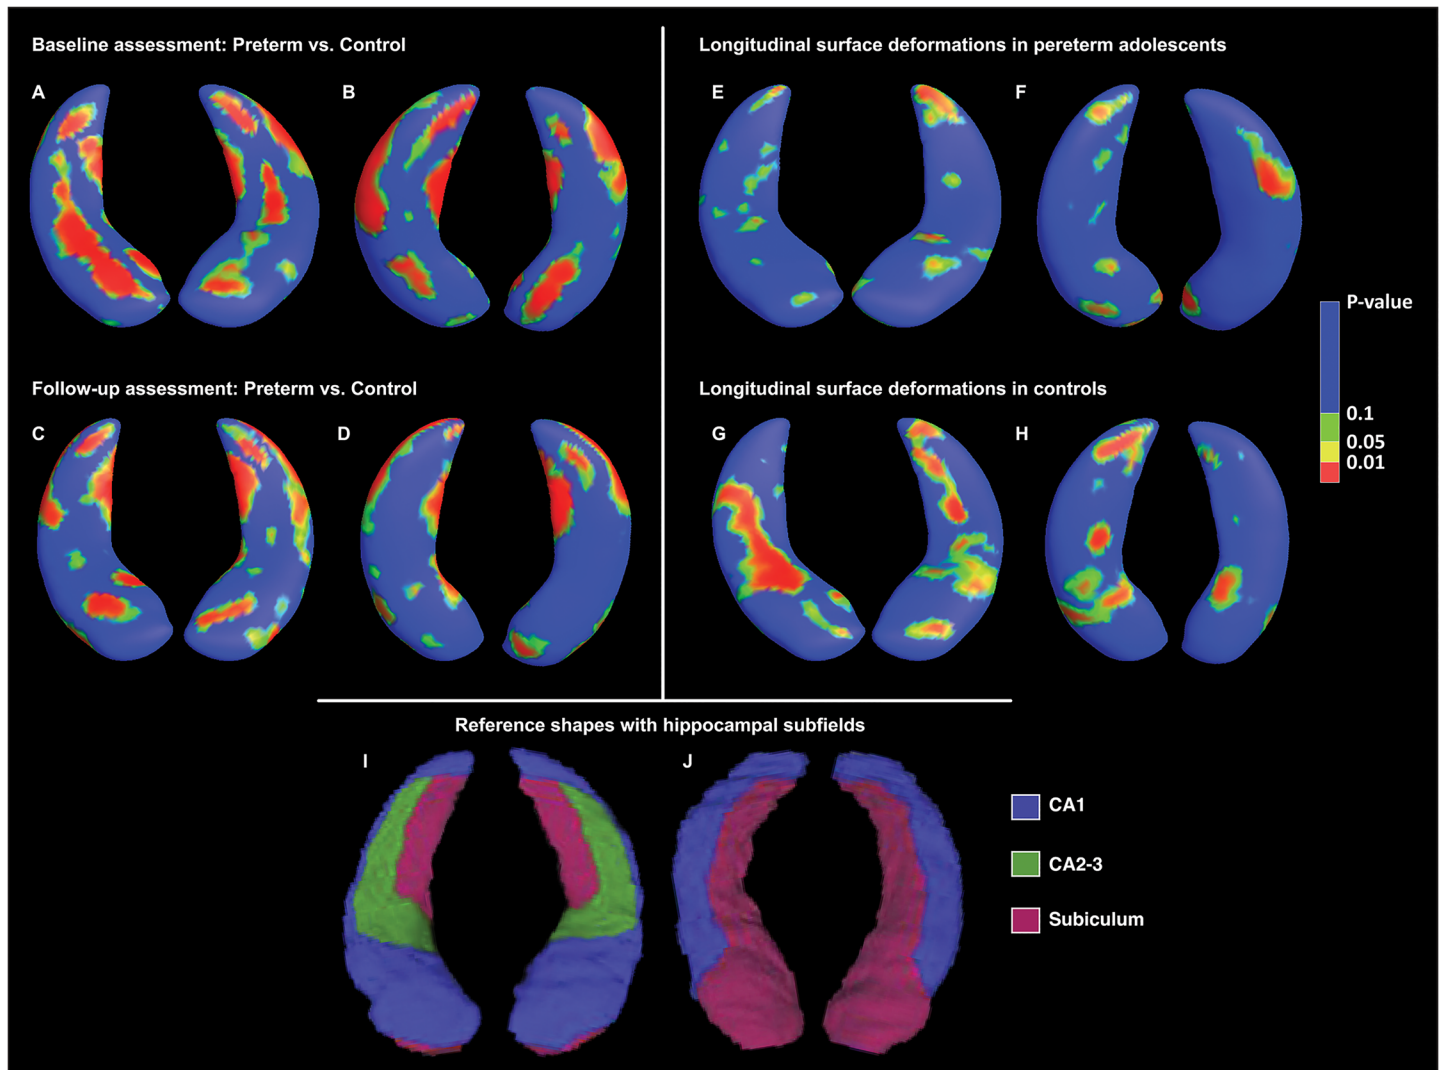 Baseline assessment: Preterm vs. Control
A
B
Longitudinal surface deformations in pereterm adolescents
E
F
Follow-up assessment: Preterm vs. Control
C
D
Longitudinal surface deformations in controls
G
H
P-value
0.1
0.05
0.01
Reference shapes with hippocampal subfields
I
J
CA1
CA2-3
Subiculum